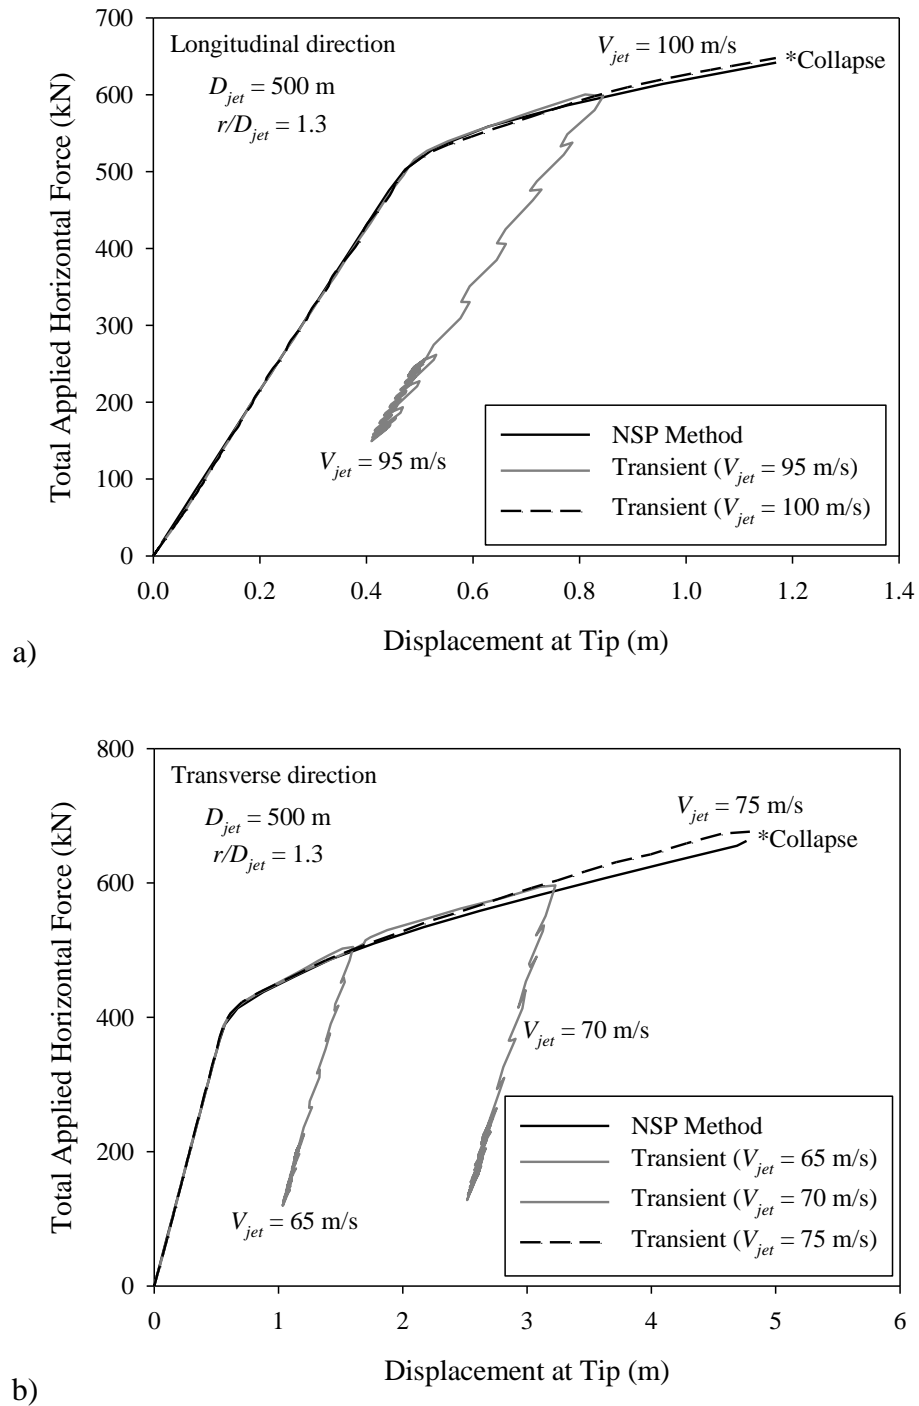 700
600
500
400
300
200
100
0
Total Applied Horizontal Force (kN)
Longitudinal direction
D_jet = 500 m
r/D_jet = 1.3
V_jet = 100 m/s
*Collapse
V_jet = 95 m/s
NSP Method
Transient (V_jet = 95 m/s)
Transient (V_jet = 100 m/s)
0.0 0.2 0.4 0.6 0.8 1.0 1.2 1.4
Displacement at Tip (m)
a)
800
600
400
200
0
Total Applied Horizontal Force (kN)
Transverse direction
D_jet = 500 m
r/D_jet = 1.3
V_jet = 75 m/s
*Collapse
V_jet = 70 m/s
V_jet = 65 m/s
NSP Method
Transient (V_jet = 65 m/s)
Transient (V_jet = 70 m/s)
Transient (V_jet = 75 m/s)
0 1 2 3 4 5 6
Displacement at Tip (m)
b)